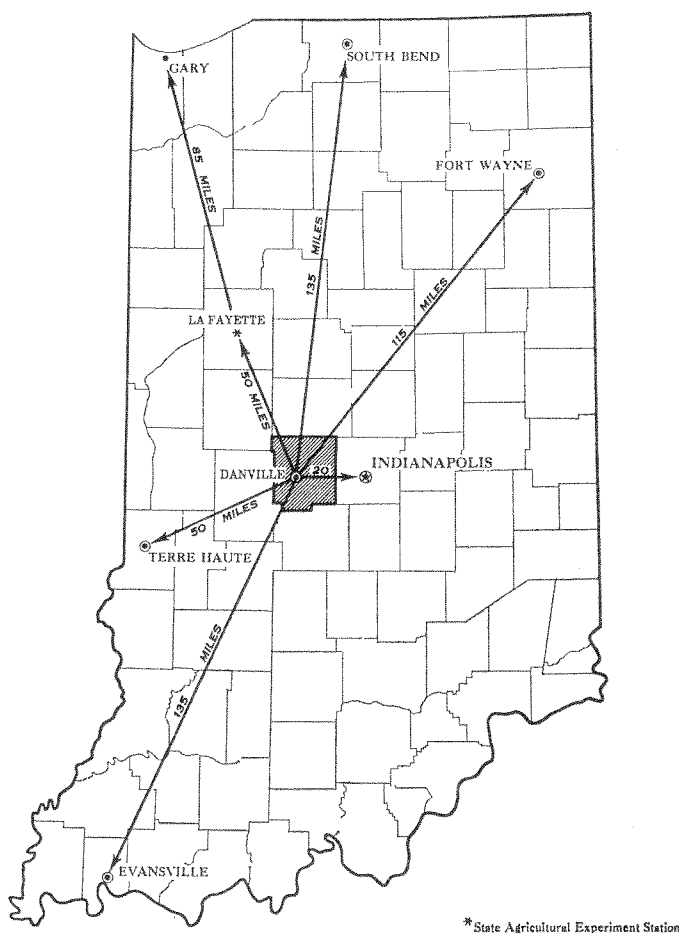 GARY
SOUTH BEND
85 MILES
FORT WAYNE
135 MILES
115 MILES
LA FAYETTE
*
50 MILES
DANVILLE
20
INDIANAPOLIS
50 MILES
TERRE HAUTE
135 MILES
EVANSVILLE
*State Agricultural Experiment Station